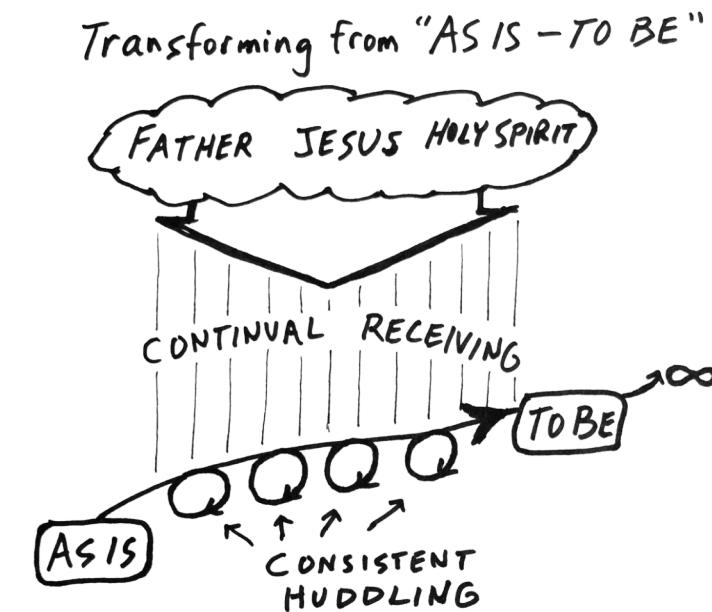 Transforming from "AS IS – TO BE"
FATHER JESUS HOLY SPIRIT
CONTINUAL RECEIVING
∞
TO BE
AS IS
CONSISTENT
HUDDLING